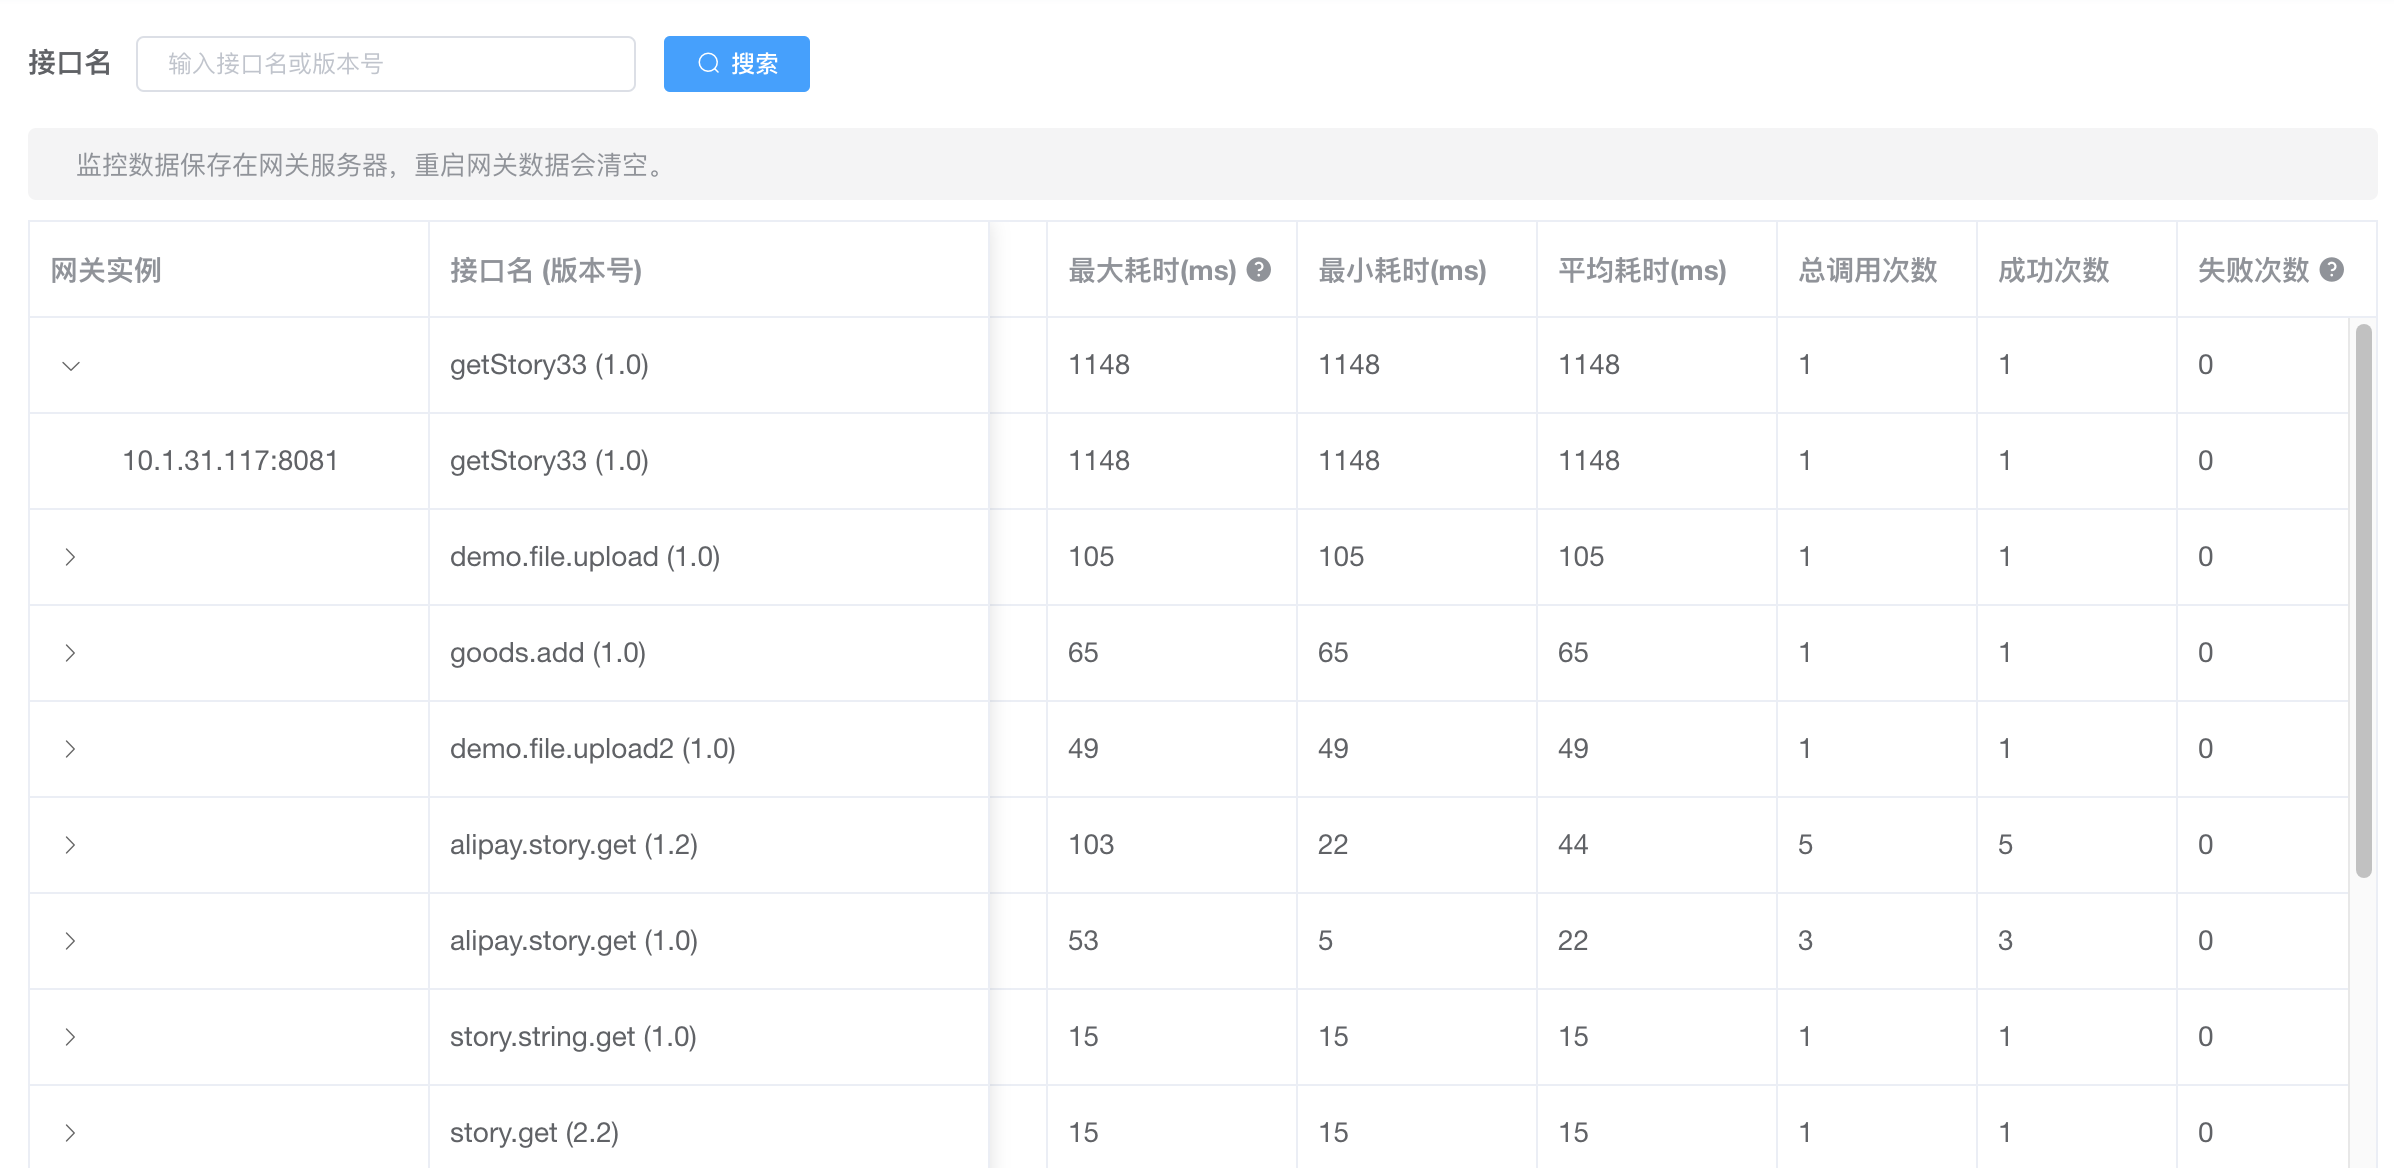 接口名 输入接口名或版本号 搜索
监控数据保存在网关服务器，重启网关数据会清空。
网关实例 接口名 (版本号) 最大耗时(ms) 最小耗时(ms) 平均耗时(ms) 总调用次数 成功次数 失败次数
getStory33 (1.0) 1148 1148 1148 1 1 0
10.1.31.117:8081 getStory33 (1.0) 1148 1148 1148 1 1 0
demo.file.upload (1.0) 105 105 105 1 1 0
goods.add (1.0) 65 65 65 1 1 0
demo.file.upload2 (1.0) 49 49 49 1 1 0
alipay.story.get (1.2) 103 22 44 5 5 0
alipay.story.get (1.0) 53 5 22 3 3 0
story.string.get (1.0) 15 15 15 1 1 0
story.get (2.2) 15 15 15 1 1 0